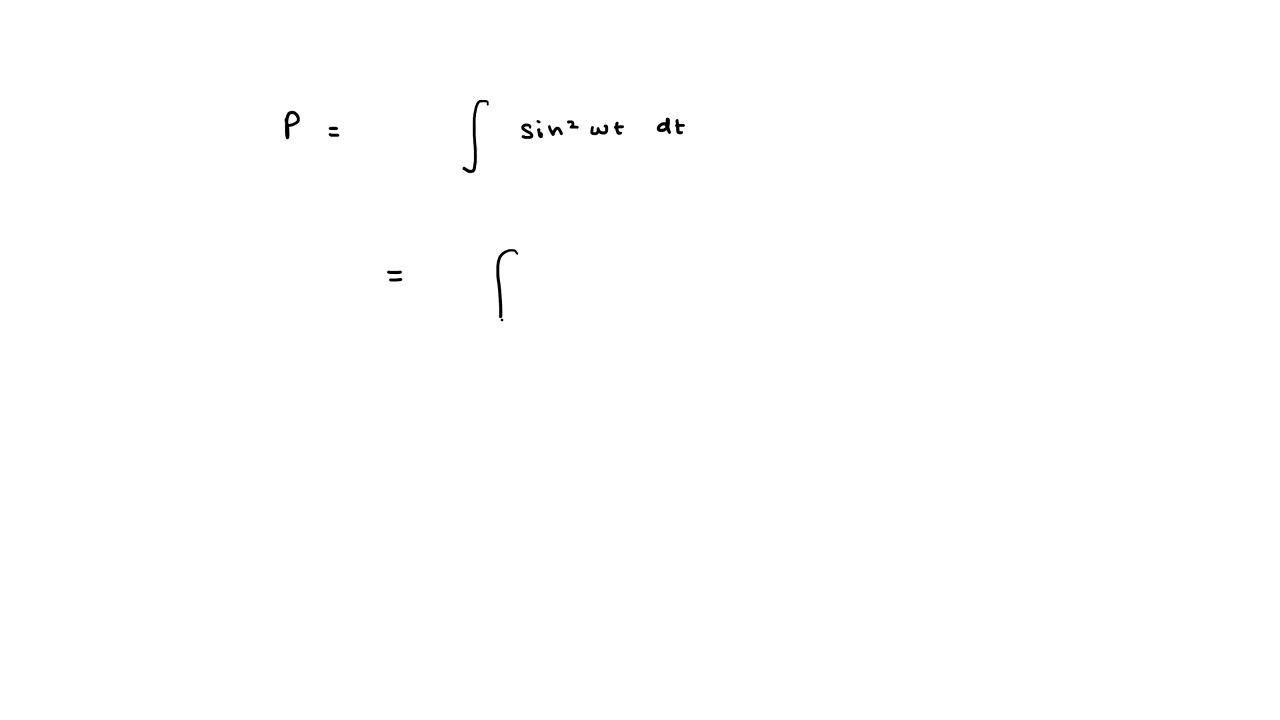 P = ∫ sin² ωt dt
= ∫